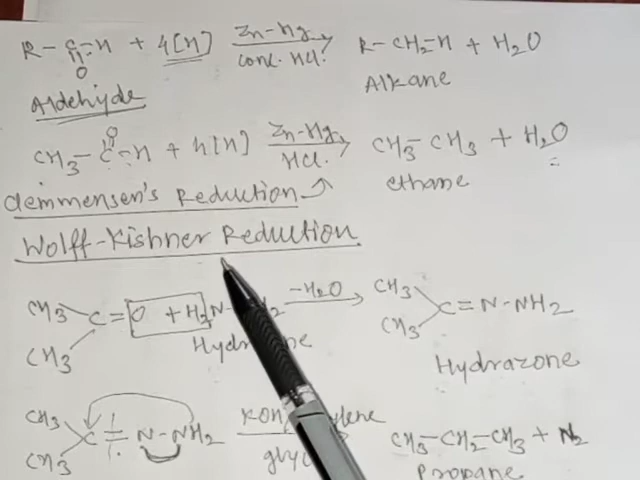 R-C-H + 4[H] Zn-Hg conc. HCl. R-CH2-H + H2O
O
Aldehyde Alkane
O
CH3-C-H + 4[H] Zn-Hg HCl. CH3-CH3 + H2O
Clemmensen's Reduction ethane
Wolff-Kishner Reduction
CH3 CH3 C=O + H2N -H2O CH3 CH3 C=N-NH2
Hydrazone
CH3 CH3 C=N-NH2 KOH CH3-CH2-CH3 + N2
Propane